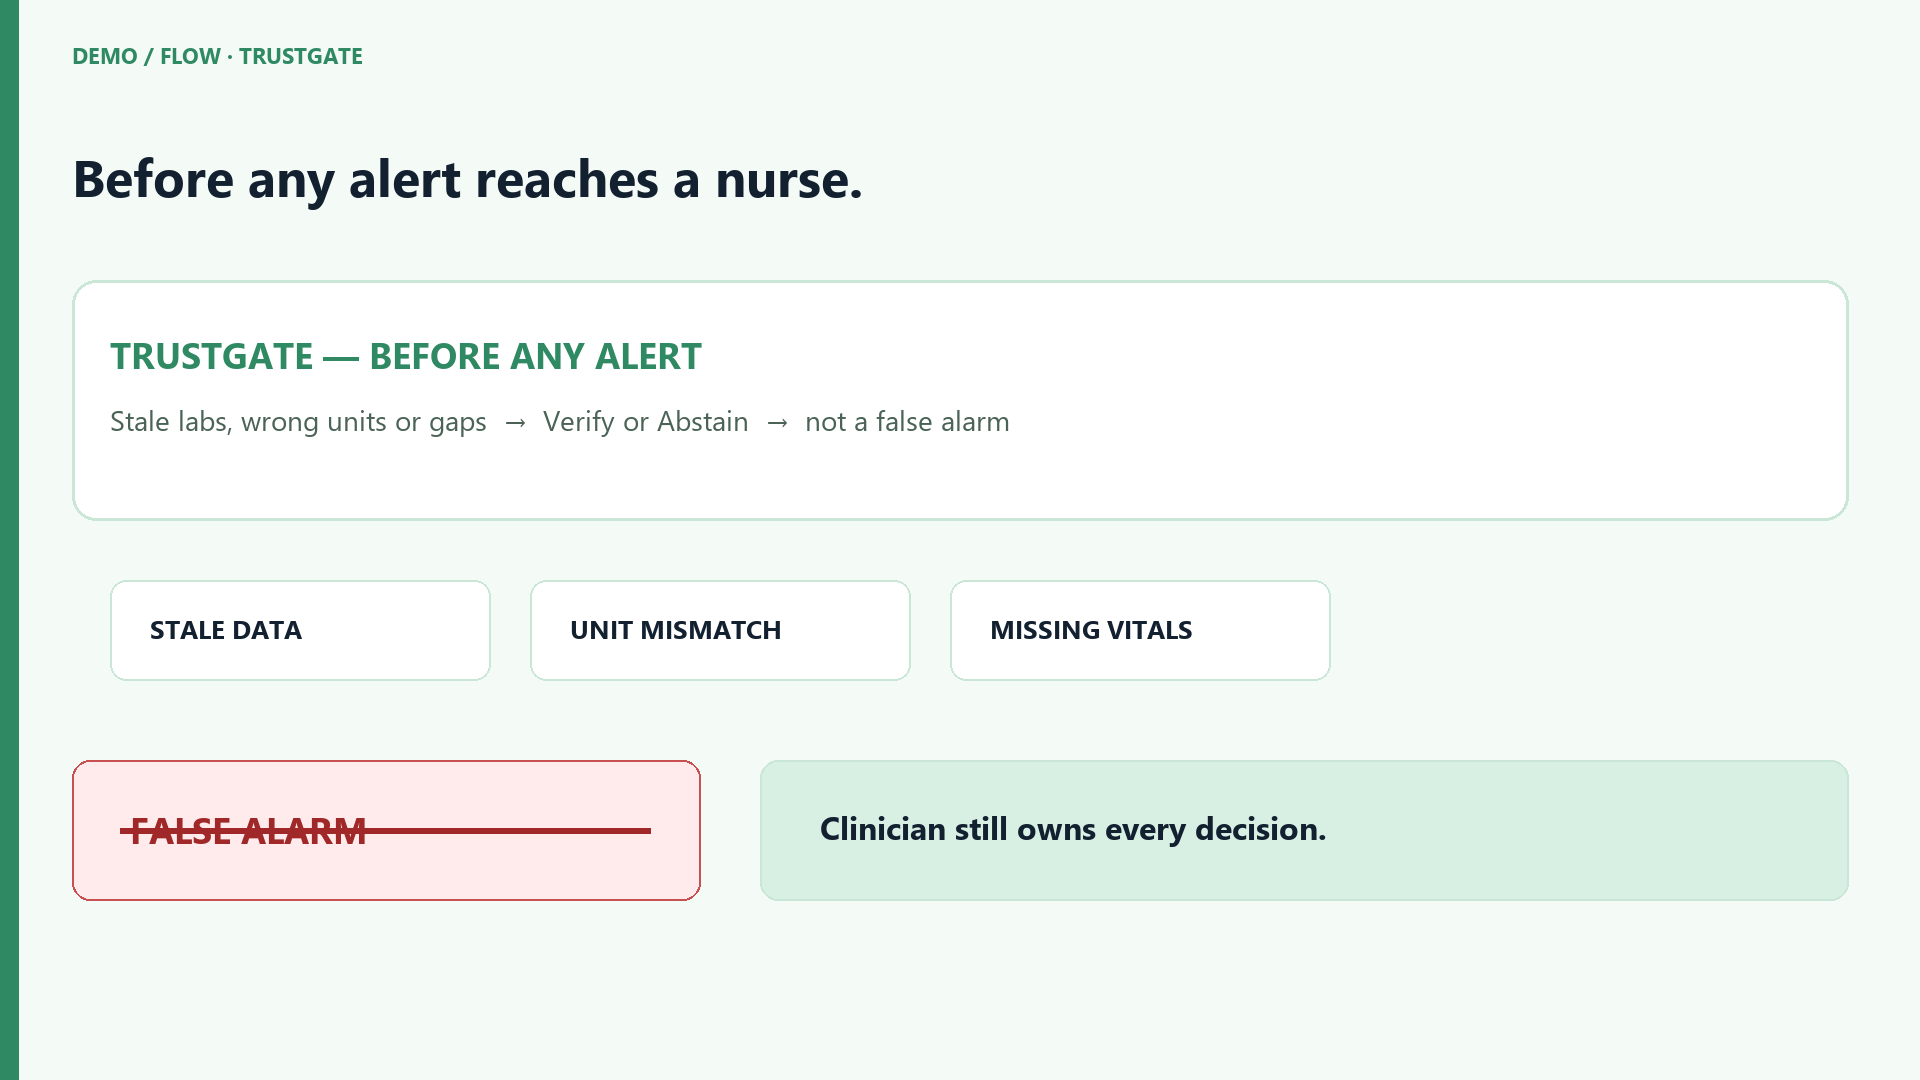 DEMO / FLOW · TRUSTGATE
Before any alert reaches a nurse.
TRUSTGATE — BEFORE ANY ALERT
Stale labs, wrong units or gaps → Verify or Abstain → not a false alarm
STALE DATA
UNIT MISMATCH
MISSING VITALS
FALSE ALARM
Clinician still owns every decision.